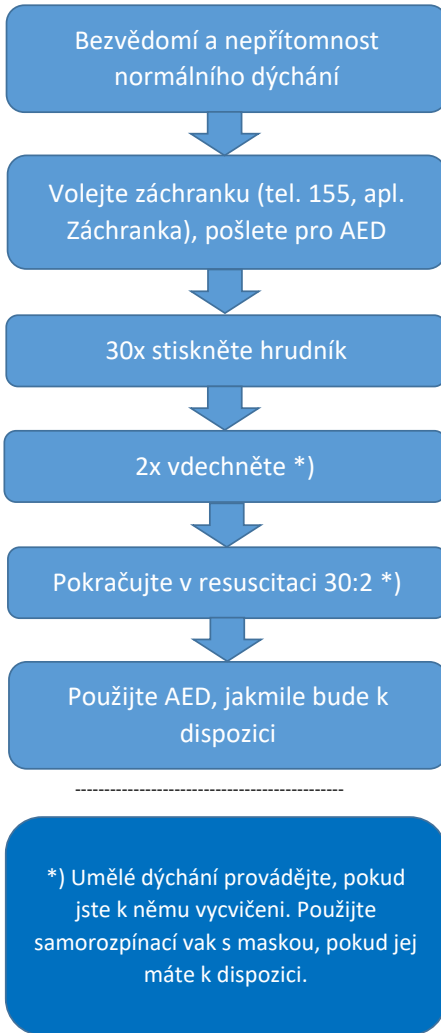 Bezvědomí a nepřítomnost
normálního dýchání
Volejte záchranku (tel. 155, apl.
Záchranka), pošlete pro AED
30x stiskněte hrudník
2x vdechněte *)
Pokračujte v resuscitaci 30:2 *)
Použijte AED, jakmile bude k
dispozici
-----------------------------------------------
*) Umělé dýchání provádějte, pokud
jste k němu vycvičeni. Použijte
samorozpínací vak s maskou, pokud jej
máte k dispozici.